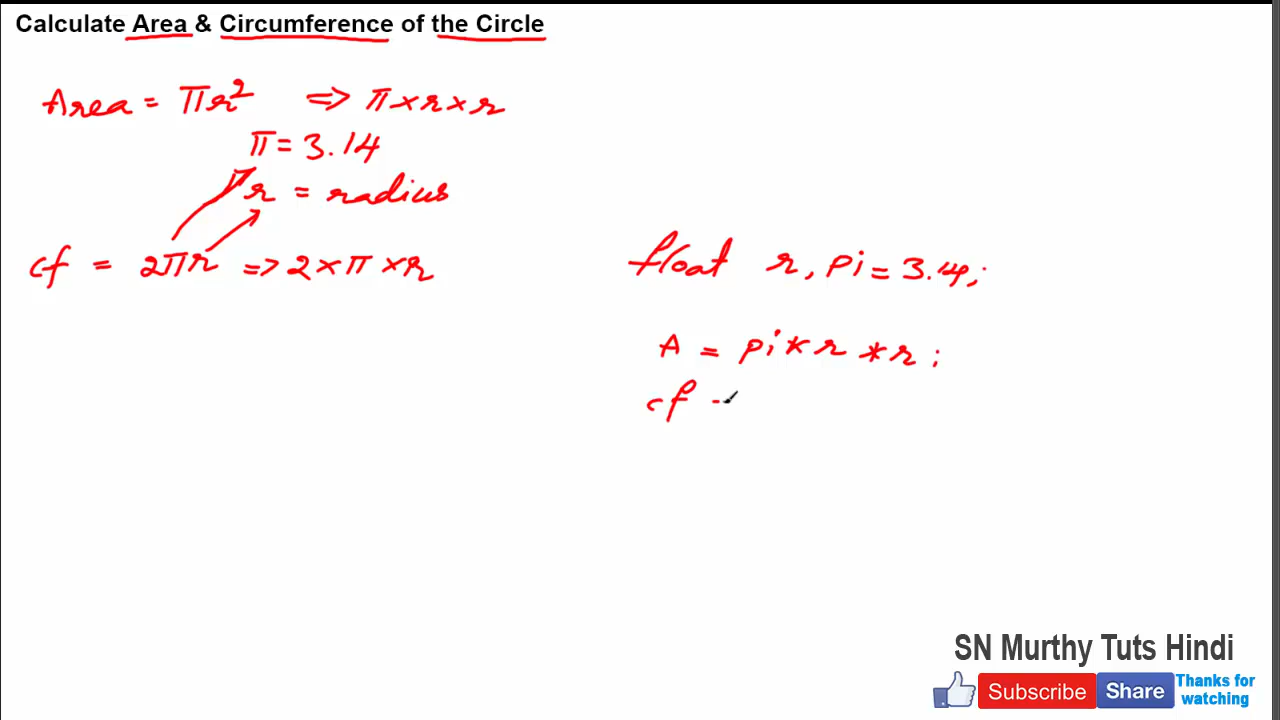 Calculate Area & Circumference of the Circle
Area = πr² ⇒ π × r × r
π = 3.14
r = radius
cf = 2πr ⇒ 2 × π × r
float r, pi = 3.14;
A = pi * r * r;
cf -
SN Murthy Tuts Hindi
Subscribe Share Thanks for watching